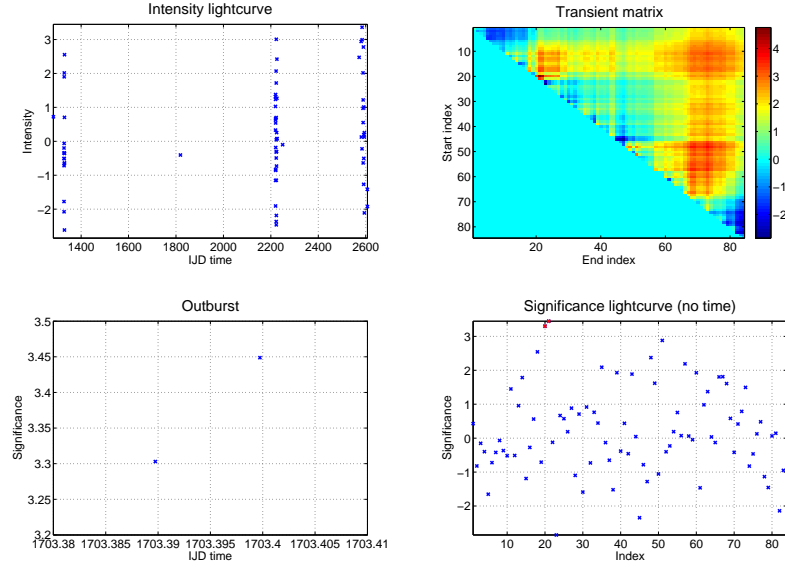 Intensity lightcurve
3
2
1
0
−1
−2
Intensity
1400 1600 1800 2000 2200 2400 2600
IJD time
Transient matrix
10
20
30
40
50
60
70
80
Start index
20 40 60 80
End index
4
3
2
1
0
−1
−2
Outburst
3.5
3.45
3.4
3.35
3.3
3.25
3.2
Significance
1703.38 1703.385 1703.39 1703.395 1703.4 1703.405 1703.41
IJD time
Significance lightcurve (no time)
3
2
1
0
−1
−2
Significance
10 20 30 40 50 60 70 80
Index